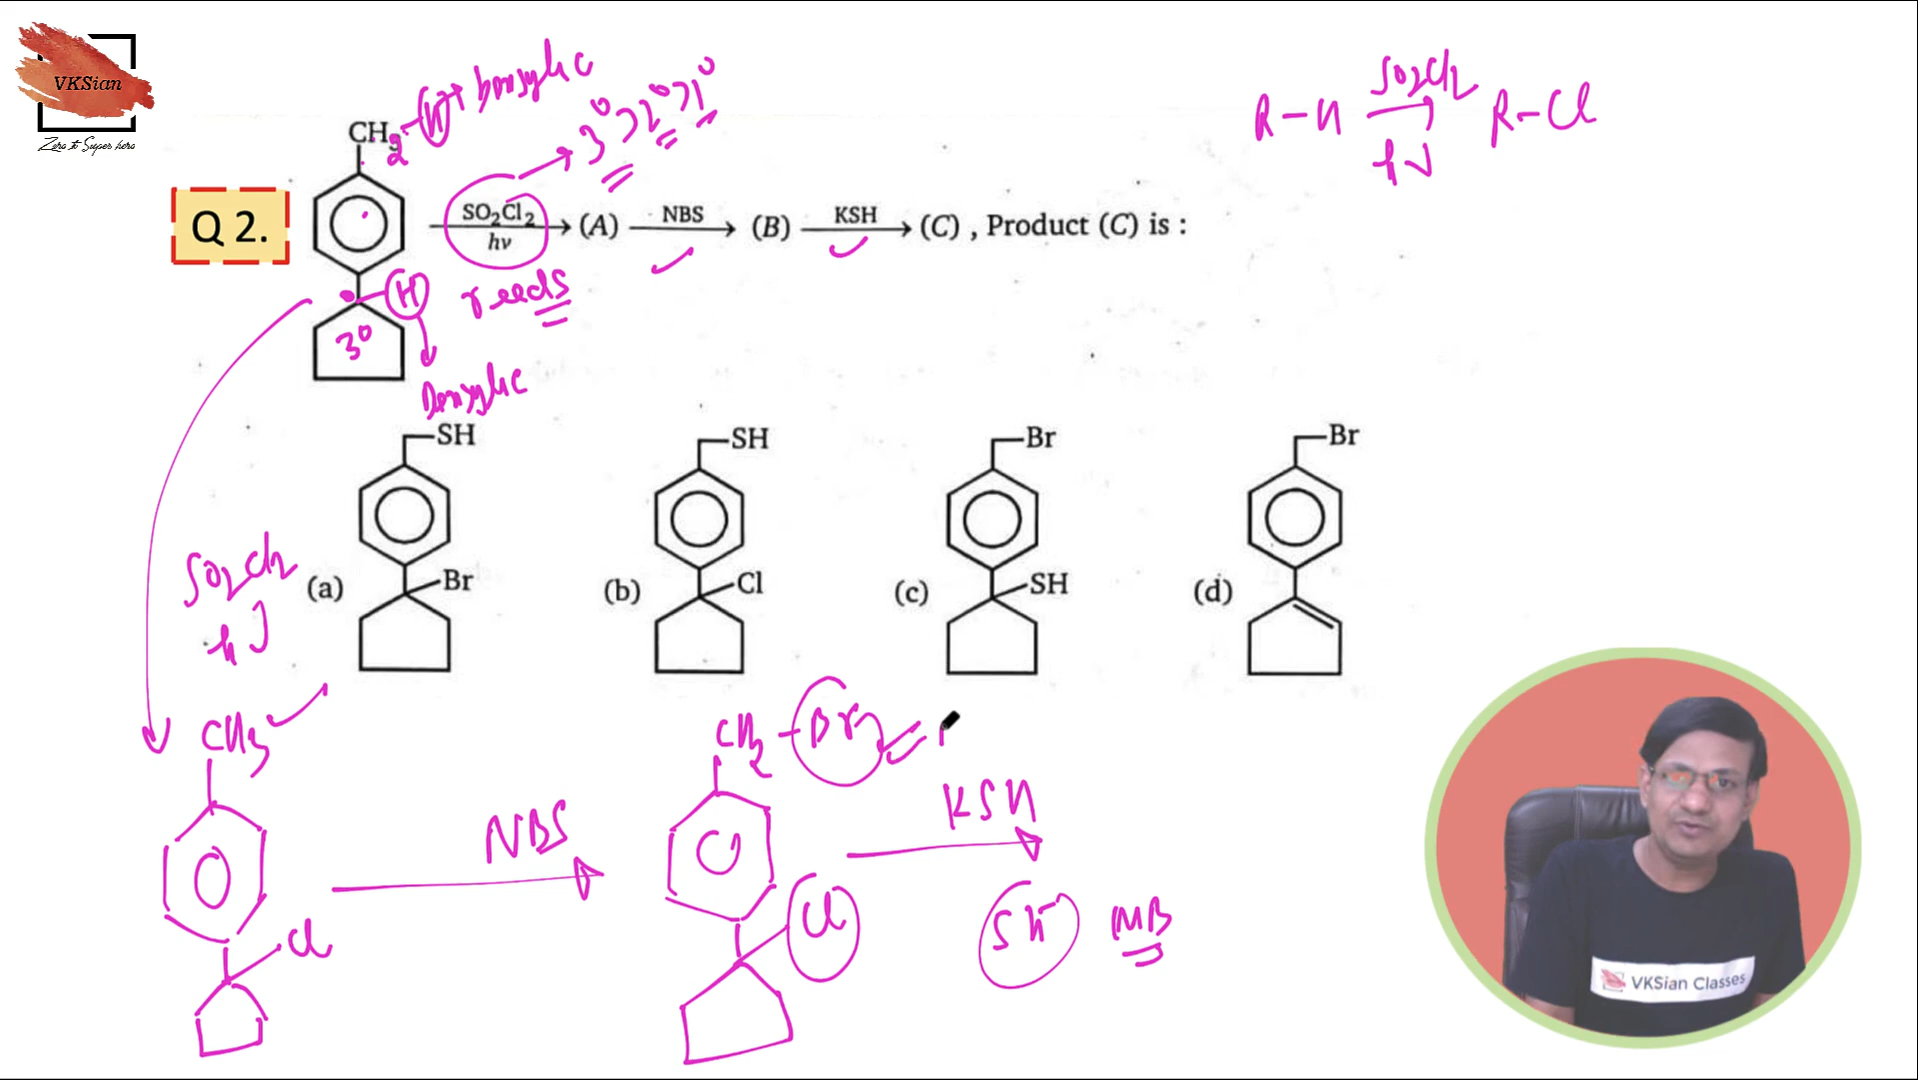 VKSian
Zero to Super hero
CH3
2 -(H)→ benzylic
3° > 2° > 1°
R-H SO2Cl2 hν R-Cl
Q 2.
SO2Cl2
hν
(A) NBS (B) KSH (C) , Product (C) is :
H
3°
Benzylic
(a) SH Br
(b) SH Cl
(c) Br SH
(d) Br
SO2Cl2
hν
CH3
Cl
NBS
CH2-Br
Cl
KSH
SH-
VKSian Classes